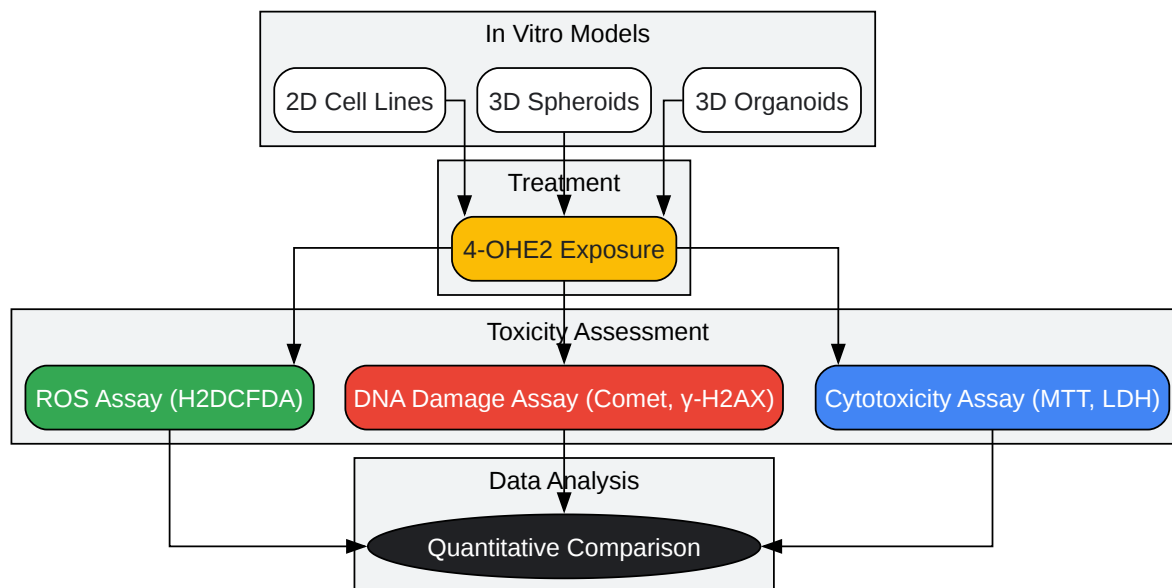 In Vitro Models
2D Cell Lines
3D Spheroids
3D Organoids
Treatment
4-OHE2 Exposure
Toxicity Assessment
ROS Assay (H2DCFDA)
DNA Damage Assay (Comet, γ-H2AX)
Cytotoxicity Assay (MTT, LDH)
Data Analysis
Quantitative Comparison